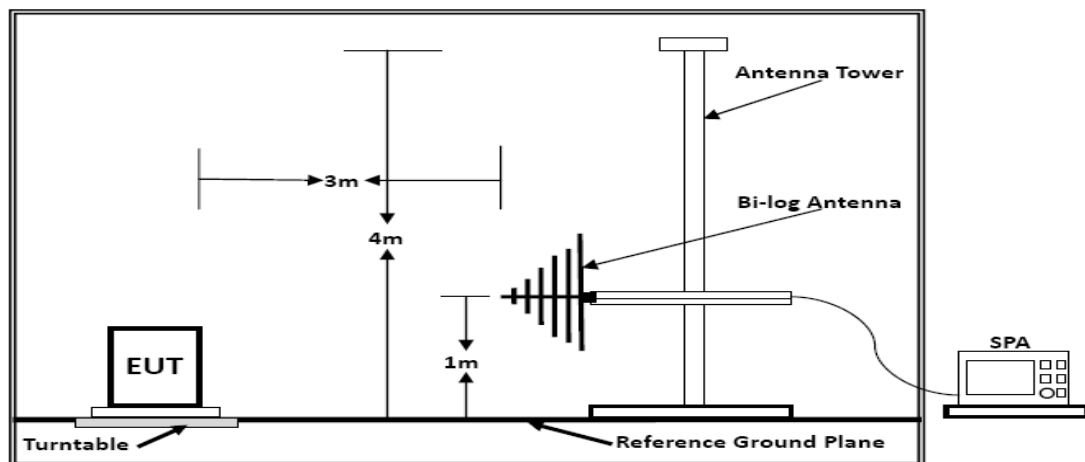 Antenna Tower
3m
Bi-log Antenna
4m
EUT
1m
SPA
Turntable
Reference Ground Plane